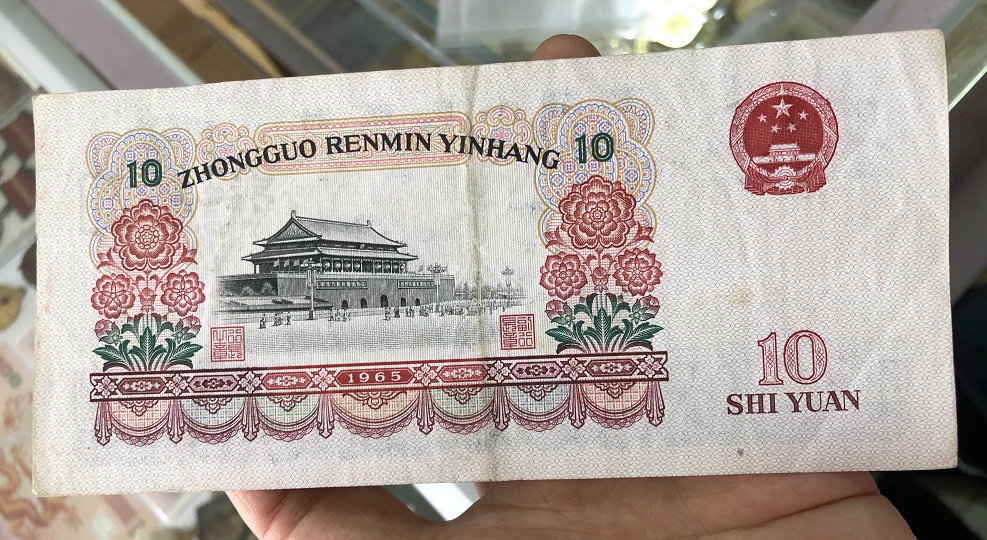 10 ZHONGGUO RENMIN YINHANG 10
1965
10
SHI YUAN